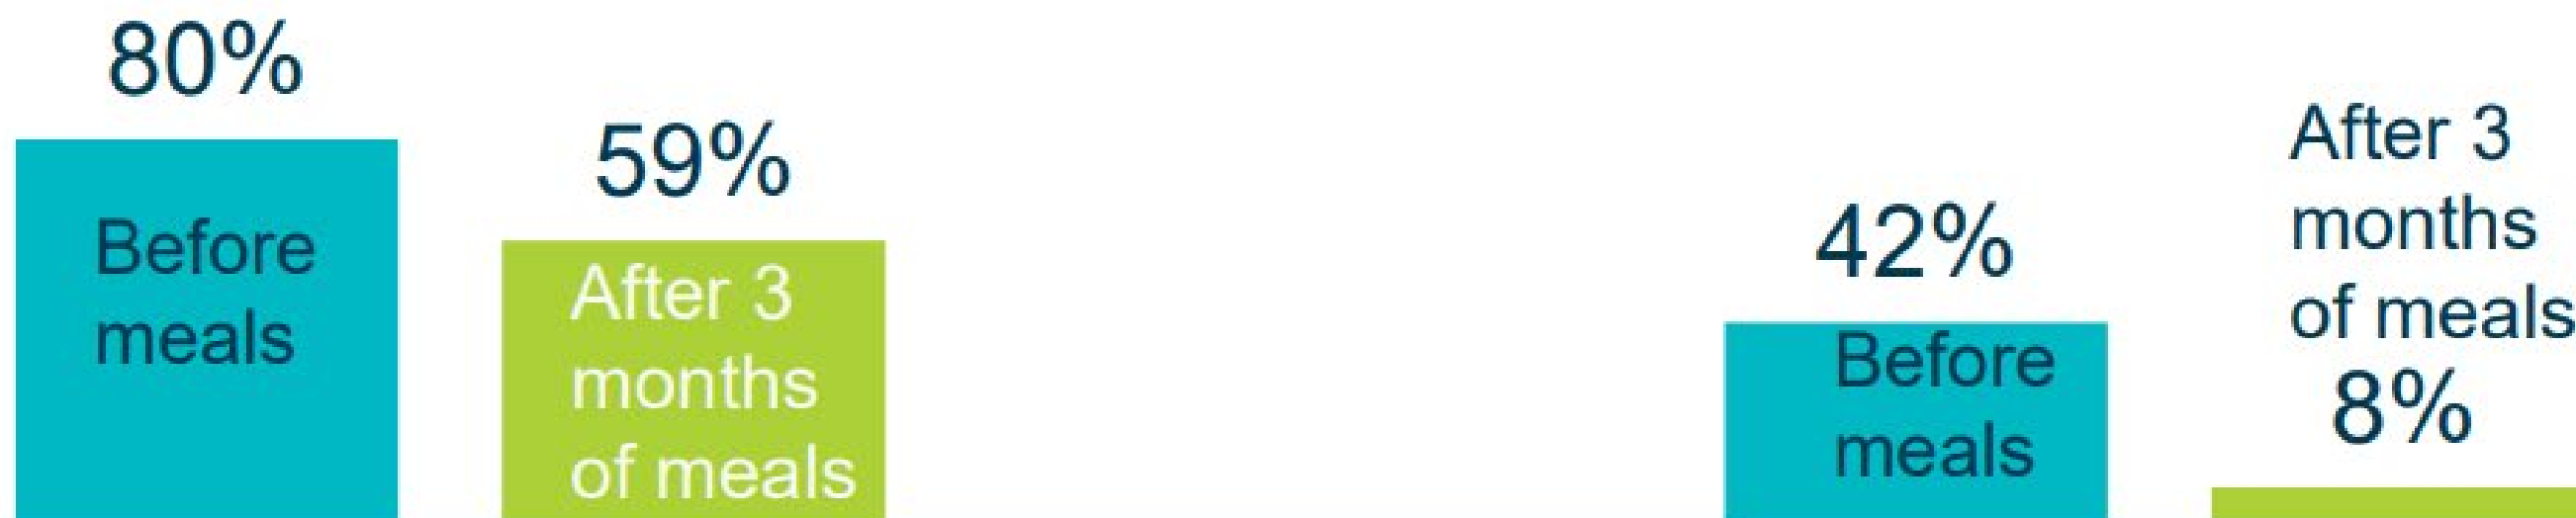 80%
Before
meals
59%
After 3
months
of meals
42%
Before
meals
After 3
months
of meals
8%